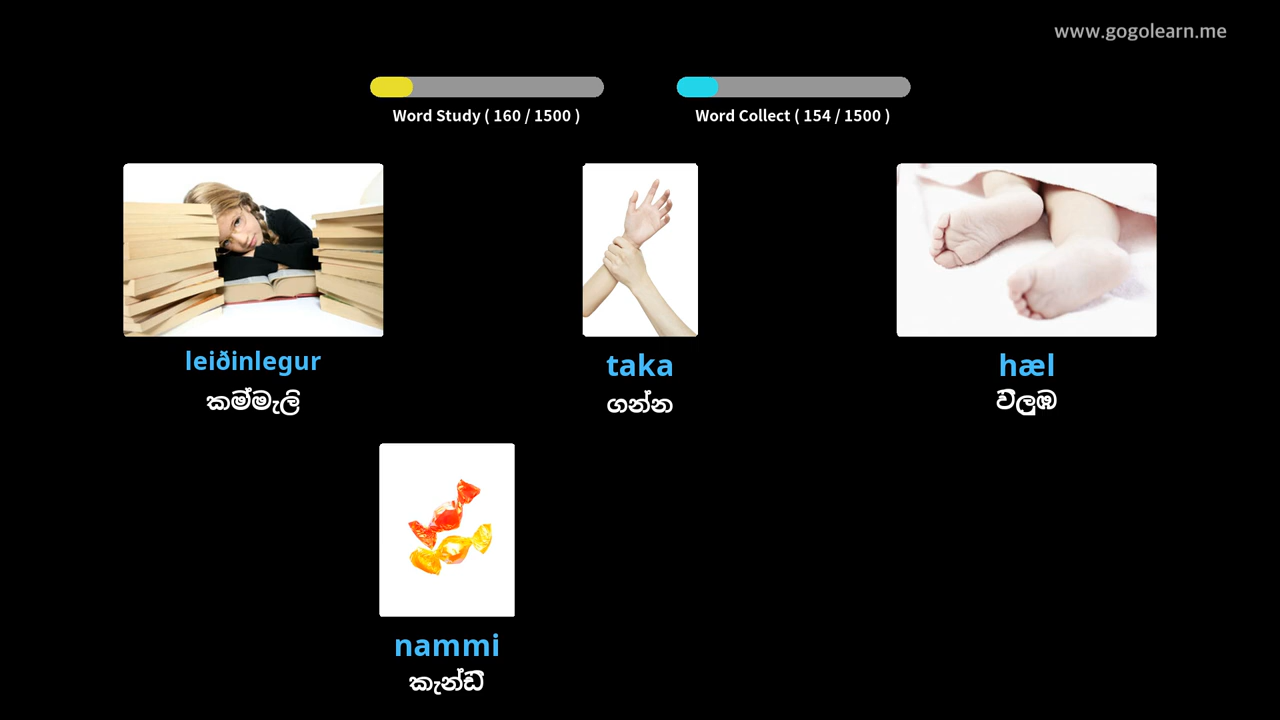 www.gogolearn.me
Word Study ( 160 / 1500 )
Word Collect ( 154 / 1500 )
leiðinlegur
taka
hæl
කම්මැලි
ගන්න
විලුඹ
nammi
කැන්ඩි